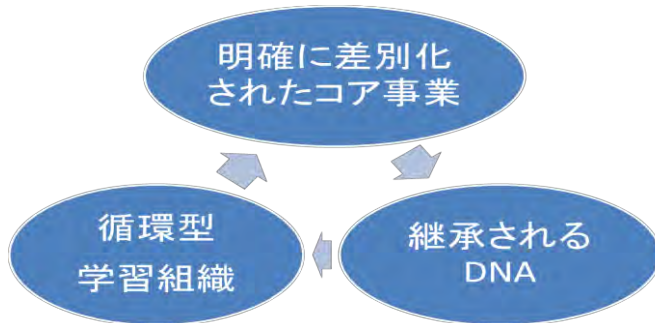 明確に差別化
されたコア事業
循環型
学習組織
継承される
DNA